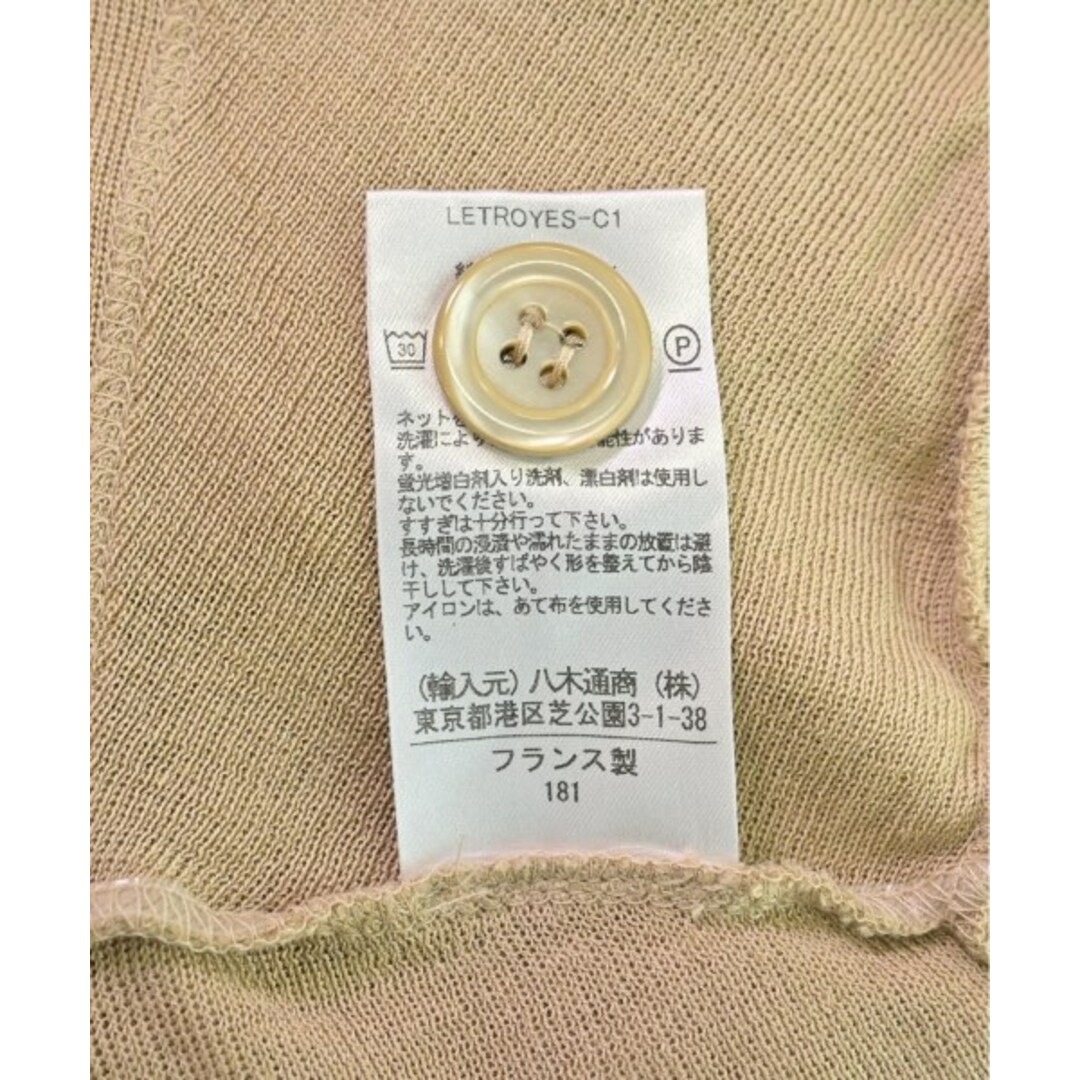 LETROYES-C1
30
P
ネットを
洗濯により 能性がありま
す。
蛍光増白剤入り洗剤、漂白剤は使用し
ないでください。
すすぎは十分行って下さい。
長時間の浸漬や濡れたままの放置は避
け、洗濯後すばやく形を整えてから陰
干しして下さい。
アイロンは、あて布を使用してくださ
い。
(輸入元) 八木通商 (株)
東京都港区芝公園3-1-38
フランス製
181